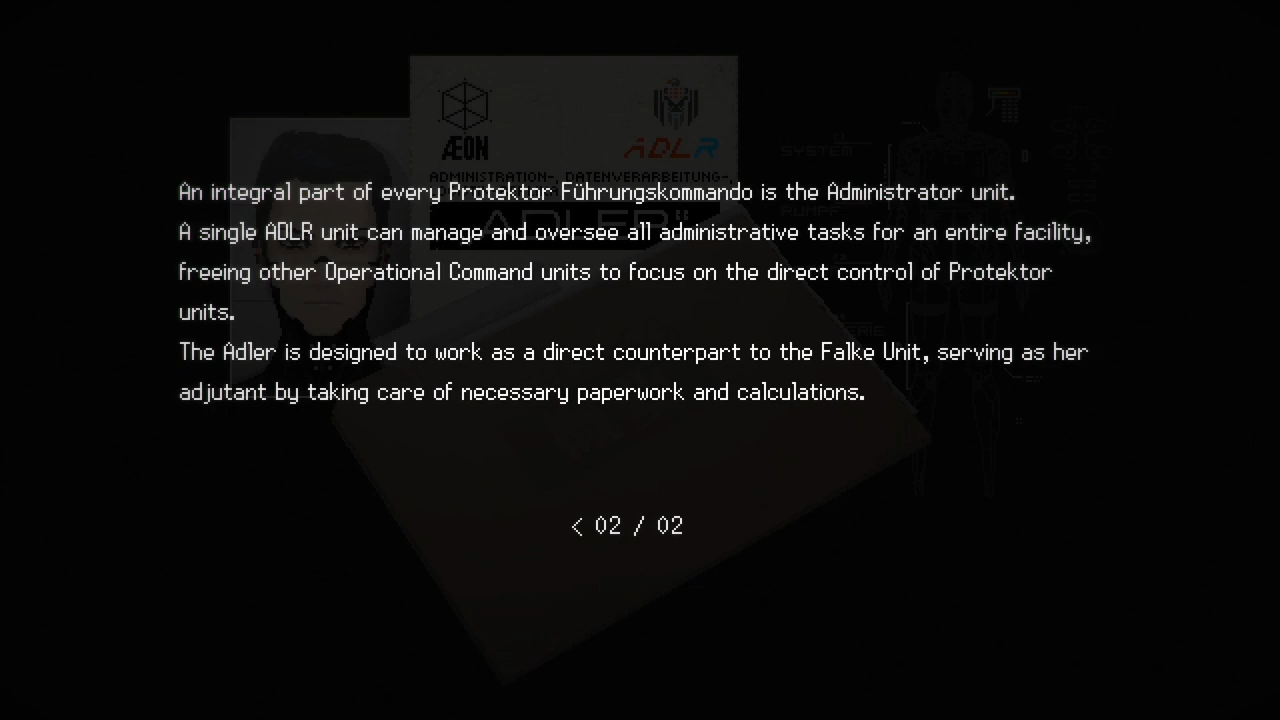 ÆON
ADLR
ADMINISTRATION-, DATENVERARBEITUNG-,
ADLER"
SYSTEM
RUMPF
An integral part of every Protektor Führungskommando is the Administrator unit.
A single ADLR unit can manage and oversee all administrative tasks for an entire facility,
freeing other Operational Command units to focus on the direct control of Protektor
units.
The Adler is designed to work as a direct counterpart to the Falke Unit, serving as her
adjutant by taking care of necessary paperwork and calculations.
< 02 / 02